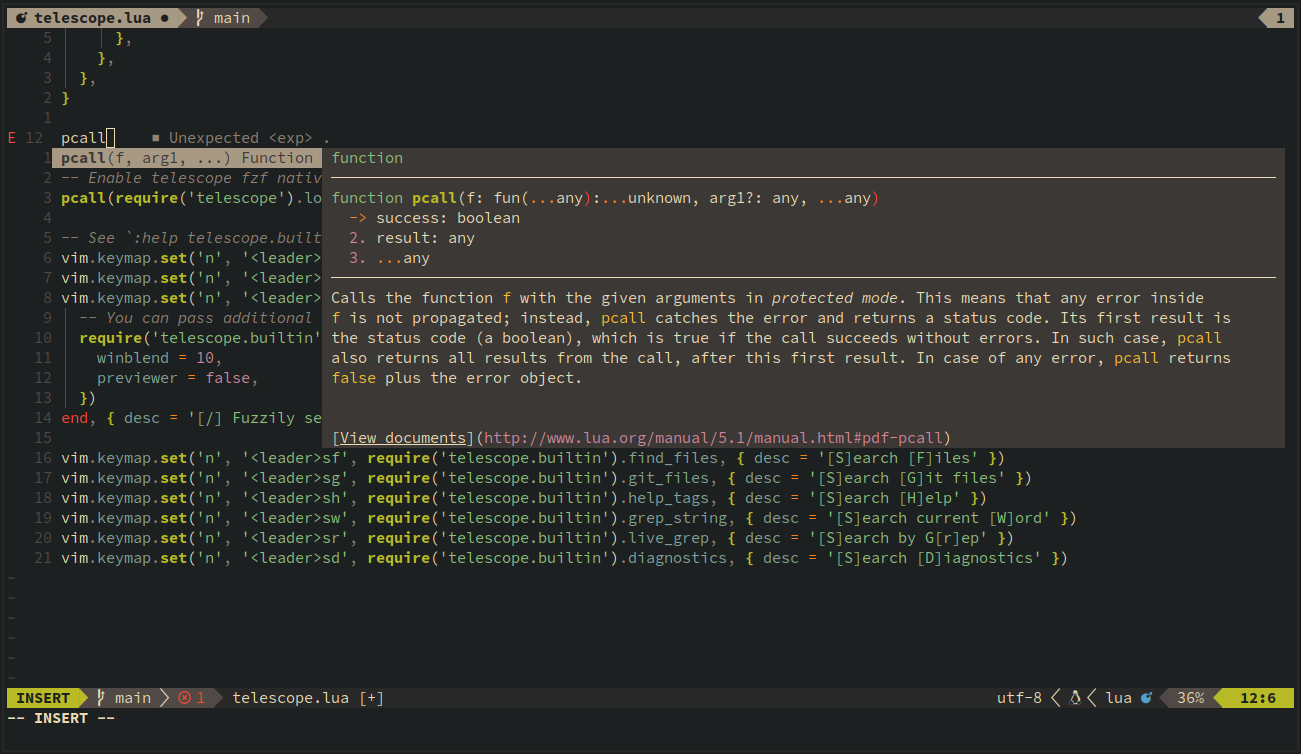 telescope.lua ● main 1
5 },
4 },
3 },
2 }
1
E 12 pcall ■ Unexpected <exp> .
1 pcall(f, arg1, ...) Function function
2 -- Enable telescope fzf nativ
3 pcall(require('telescope').lo function pcall(f: fun(...any):...unknown, arg1?: any, ...any)
4 -> success: boolean
5 -- See `:help telescope.built 2. result: any
6 vim.keymap.set('n', '<leader> 3. ...any
7 vim.keymap.set('n', '<leader>
8 vim.keymap.set('n', '<leader> Calls the function f with the given arguments in protected mode. This means that any error inside
9 -- You can pass additional f is not propagated; instead, pcall catches the error and returns a status code. Its first result is
10 require('telescope.builtin' the status code (a boolean), which is true if the call succeeds without errors. In such case, pcall
11 winblend = 10, also returns all results from the call, after this first result. In case of any error, pcall returns
12 previewer = false, false plus the error object.
13 })
14 end, { desc = '[/] Fuzzily se
15 [View documents](http://www.lua.org/manual/5.1/manual.html#pdf-pcall)
16 vim.keymap.set('n', '<leader>sf', require('telescope.builtin').find_files, { desc = '[S]earch [F]iles' })
17 vim.keymap.set('n', '<leader>sg', require('telescope.builtin').git_files, { desc = '[S]earch [G]it files' })
18 vim.keymap.set('n', '<leader>sh', require('telescope.builtin').help_tags, { desc = '[S]earch [H]elp' })
19 vim.keymap.set('n', '<leader>sw', require('telescope.builtin').grep_string, { desc = '[S]earch current [W]ord' })
20 vim.keymap.set('n', '<leader>sr', require('telescope.builtin').live_grep, { desc = '[S]earch by G[r]ep' })
21 vim.keymap.set('n', '<leader>sd', require('telescope.builtin').diagnostics, { desc = '[S]earch [D]iagnostics' })
~
~
~
~
~
~
INSERT main 1 telescope.lua [+] utf-8 lua 36% 12:6
-- INSERT --